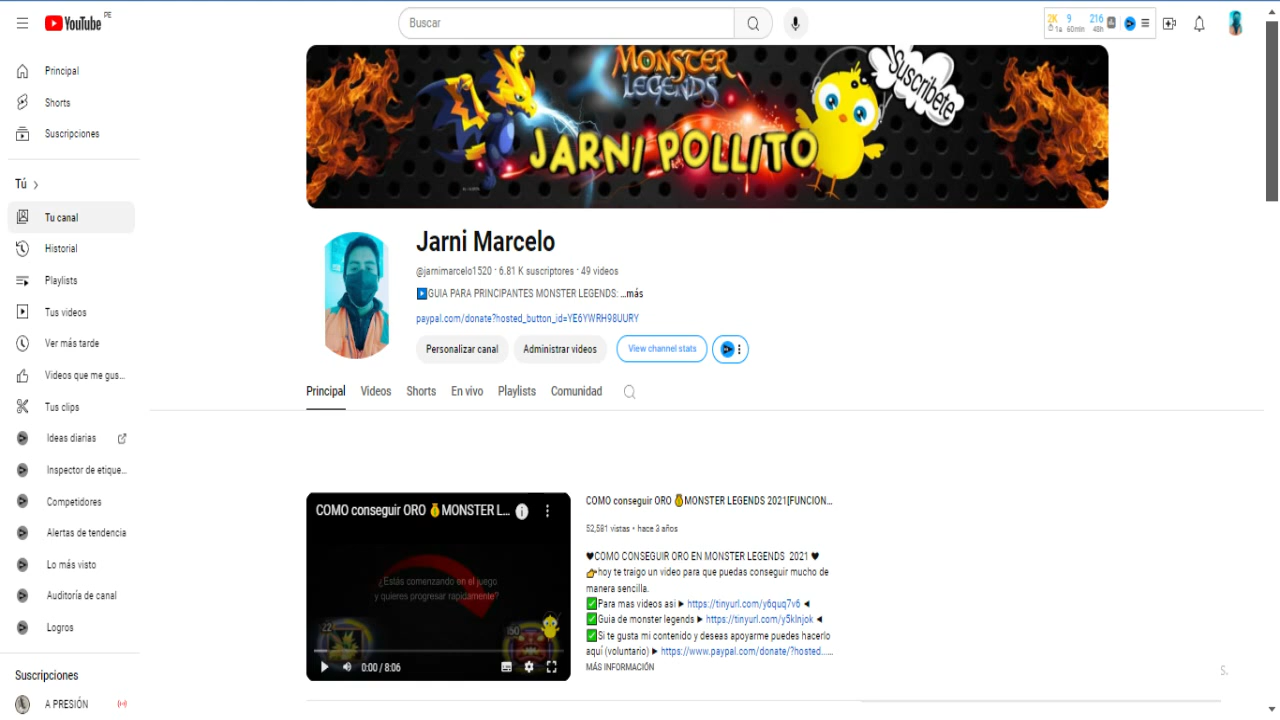 YouTube PE
Buscar
2K 9 216
1a 60min 48h
Principal
Shorts
Suscripciones
Tú
Tu canal
Historial
Playlists
Tus videos
Ver más tarde
Videos que me gus...
Tus clips
Ideas diarias
Inspector de etique...
Competidores
Alertas de tendencia
Lo más visto
Auditoría de canal
Logros
Suscripciones
A PRESIÓN
MONSTER
LEGENDS
JARNI POLLITO
Suscribete
Jarni Marcelo
@jarnimarcelo1520 · 6.81 K suscriptores · 49 videos
GUIA PARA PRINCIPANTES MONSTER LEGENDS: ...más
paypal.com/donate?hosted_button_id=YE6YWRH98UURY
Personalizar canal Administrar videos View channel stats
Principal Videos Shorts En vivo Playlists Comunidad
COMO conseguir ORO 🥇MONSTER L...
¿Estás comenzando en el juego
y quieres progresar rapidamente?
22
150
0:00 / 8:06
COMO conseguir ORO 🥇MONSTER LEGENDS 2021[FUNCION...
52,581 vistas • hace 3 años
♥COMO CONSEGUIR ORO EN MONSTER LEGENDS 2021 ♥
👉hoy te traigo un video para que puedas conseguir mucho de
manera sencilla.
✅Para mas videos asi ▶ https://tinyurl.com/y6quq7v6 ◀
✅Guia de monster legends ▶ https://tinyurl.com/y5klnjok ◀
✅Si te gusta mi contenido y deseas apoyarme puedes hacerlo
aquí (voluntario) ▶ https://www.paypal.com/donate/?hosted......
MÁS INFORMACIÓN
S.